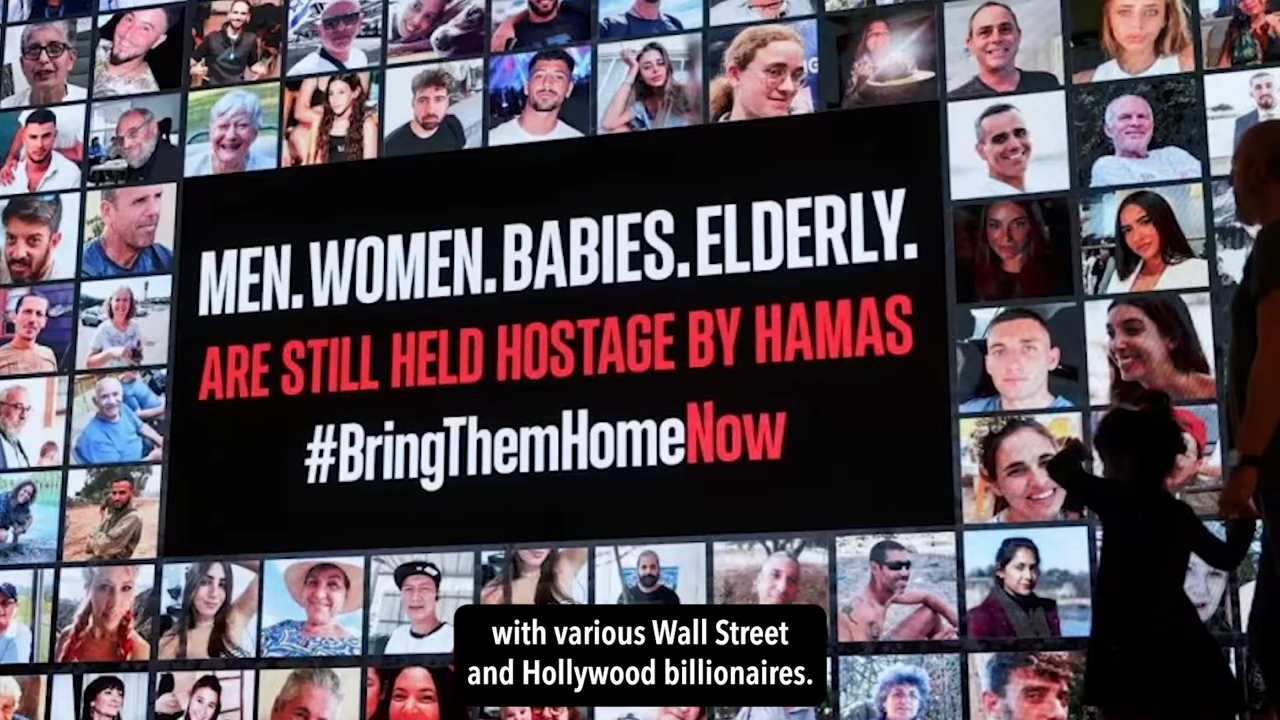 MEN. WOMEN. BABIES. ELDERLY.
ARE STILL HELD HOSTAGE BY HAMAS
#BringThemHomeNow
with various Wall Street
and Hollywood billionaires.